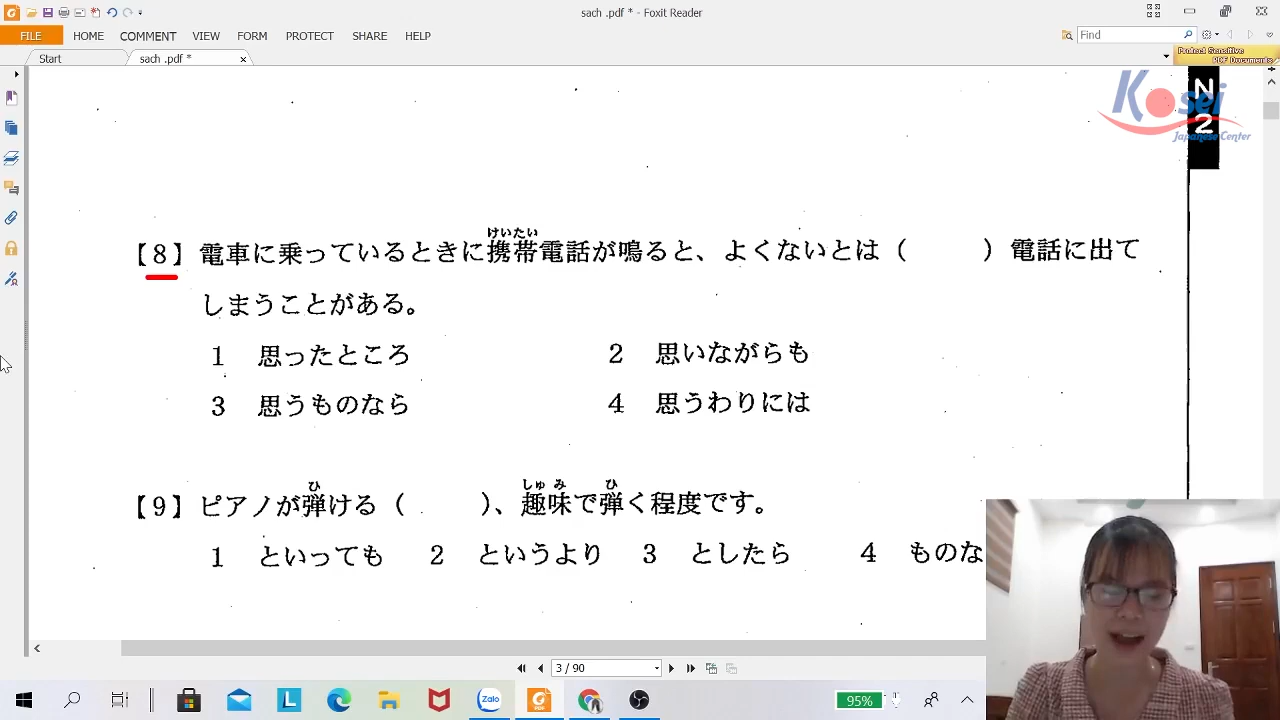 sach .pdf * - Foxit Reader
FILE HOME COMMENT VIEW FORM PROTECT SHARE HELP
Find
Protect Sensitive
PDF Documents
Start
sach .pdf *
N2
Kosei
Japanese Center
けいたい
【8】電車に乗っているときに携帯電話が鳴ると、よくないとは（　　）電話に出て
しまうことがある。
1 思ったところ 2 思いながらも
3 思うものなら 4 思うわりには
ひ しゅみ ひ
【9】ピアノが弾ける（　　）、趣味で弾く程度です。
1 といっても 2 というより 3 としたら 4 ものな
3 / 90
Zalo
PDF
95%